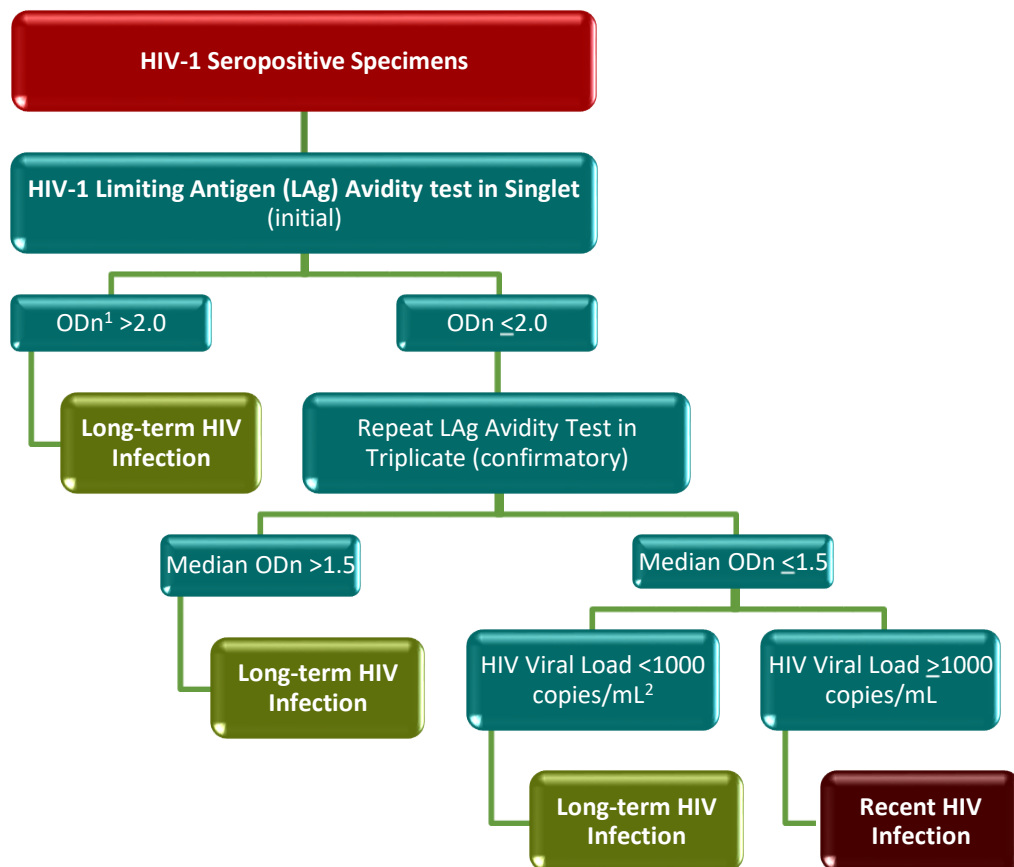 HIV-1 Seropositive Specimens
HIV-1 Limiting Antigen (LAg) Avidity test in Singlet
(initial)
ODn¹ >2.0
ODn ≤2.0
Long-term HIV
Infection
Repeat LAg Avidity Test in
Triplicate (confirmatory)
Median ODn >1.5
Median ODn ≤1.5
Long-term HIV
Infection
HIV Viral Load <1000
copies/mL²
HIV Viral Load ≥1000
copies/mL
Long-term HIV
Infection
Recent HIV
Infection